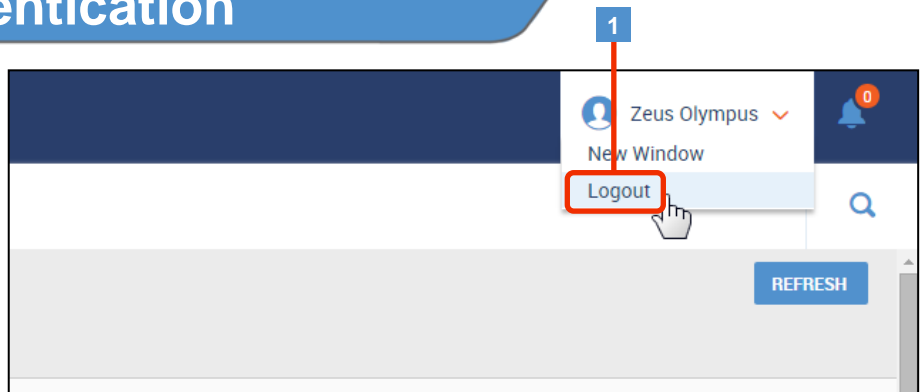 entication
1
Zeus Olympus
0
New Window
Logout
REFRESH